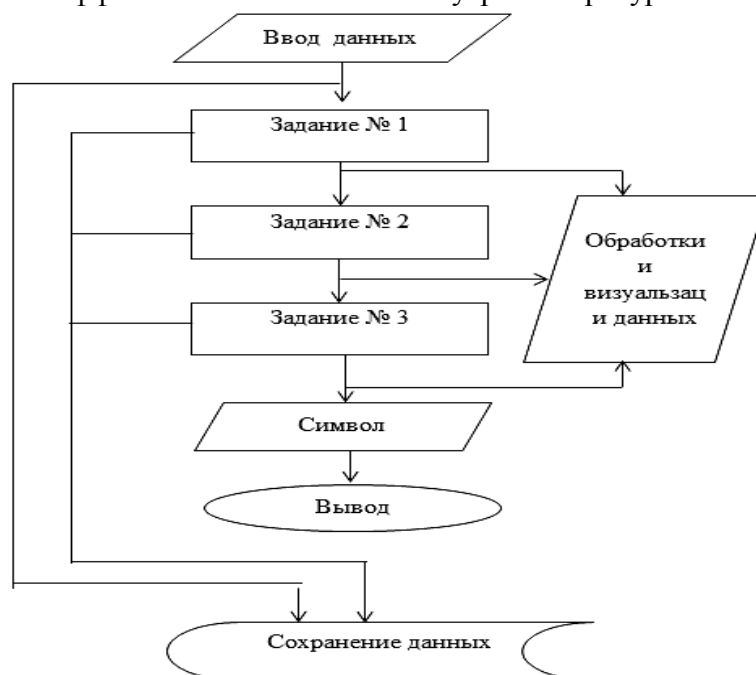 Ввод данных
Задание № 1
Задание № 2
Обработки
и
визуальзац
и данных
Задание № 3
Символ
Вывод
Сохранение данных